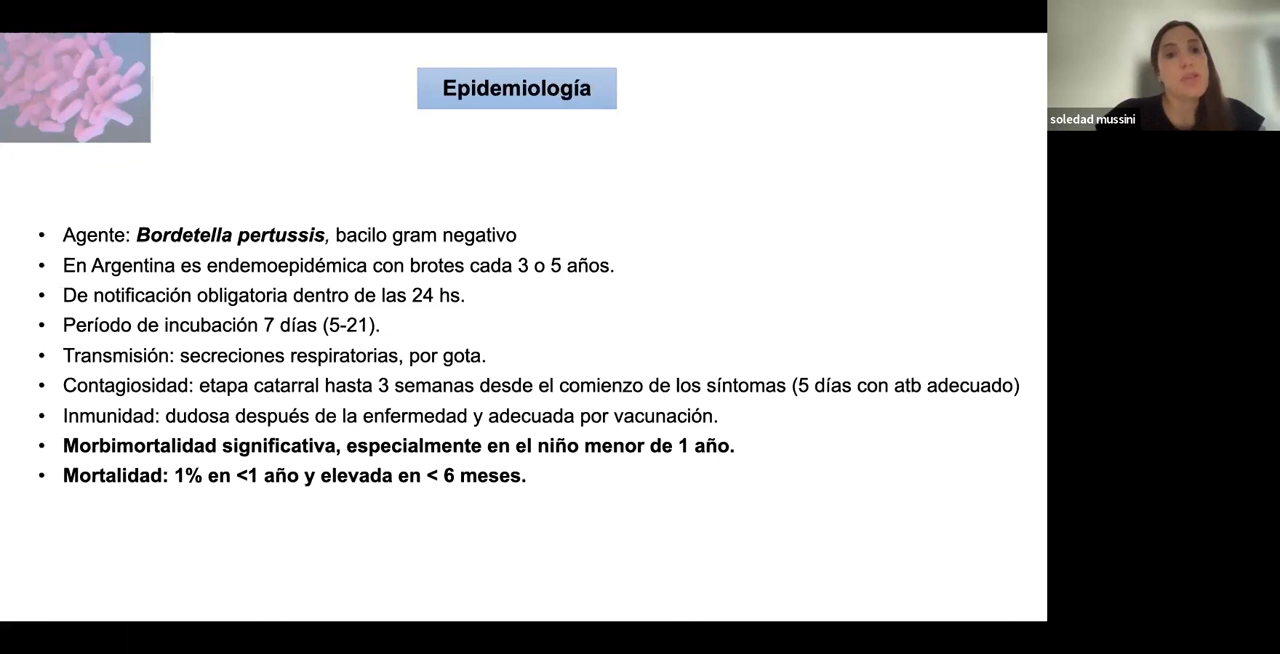 Epidemiología
soledad mussini
• Agente: Bordetella pertussis, bacilo gram negativo
• En Argentina es endemoepidémica con brotes cada 3 o 5 años.
• De notificación obligatoria dentro de las 24 hs.
• Período de incubación 7 días (5-21).
• Transmisión: secreciones respiratorias, por gota.
• Contagiosidad: etapa catarral hasta 3 semanas desde el comienzo de los síntomas (5 días con atb adecuado)
• Inmunidad: dudosa después de la enfermedad y adecuada por vacunación.
• Morbimortalidad significativa, especialmente en el niño menor de 1 año.
• Mortalidad: 1% en <1 año y elevada en < 6 meses.